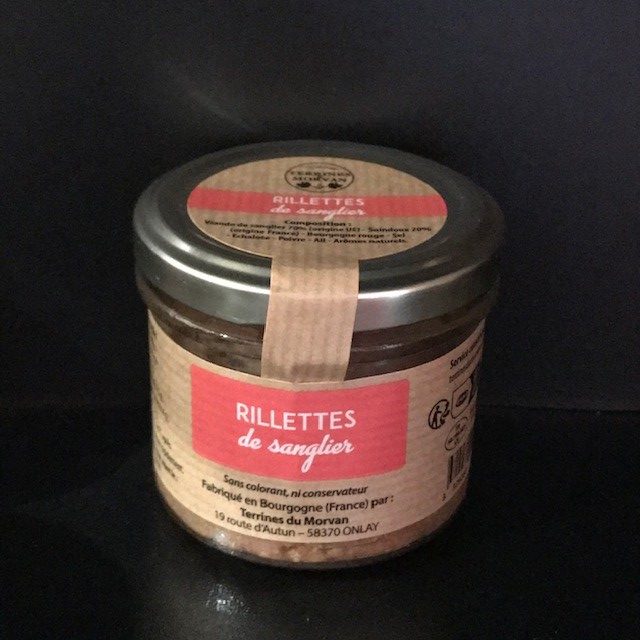 TERRINES
DU
MORVAN
RILLETTES
de sanglier
Composition :
Viande de sanglier 70% (origine UE) - Saindoux 20%
(origine France) - Bourgogne rouge - Sel
- Echalote - Poivre - Ail - Arômes naturels.
RILLETTES
de sanglier
Sans colorant, ni conservateur
Fabriqué en Bourgogne (France) par :
Terrines du Morvan
19 route d'Autun – 58370 ONLAY